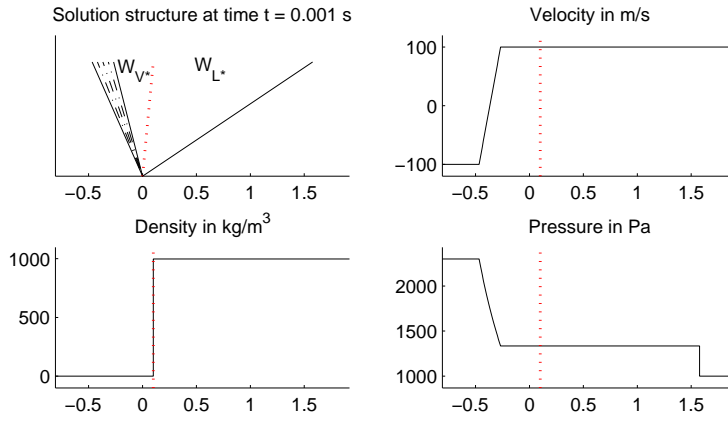 Solution structure at time t = 0.001 s
W_V*
W_L*
−0.5 0 0.5 1 1.5
Velocity in m/s
100
0
−100
−0.5 0 0.5 1 1.5
Density in kg/m^3
1000
500
0
−0.5 0 0.5 1 1.5
Pressure in Pa
2000
1500
1000
−0.5 0 0.5 1 1.5